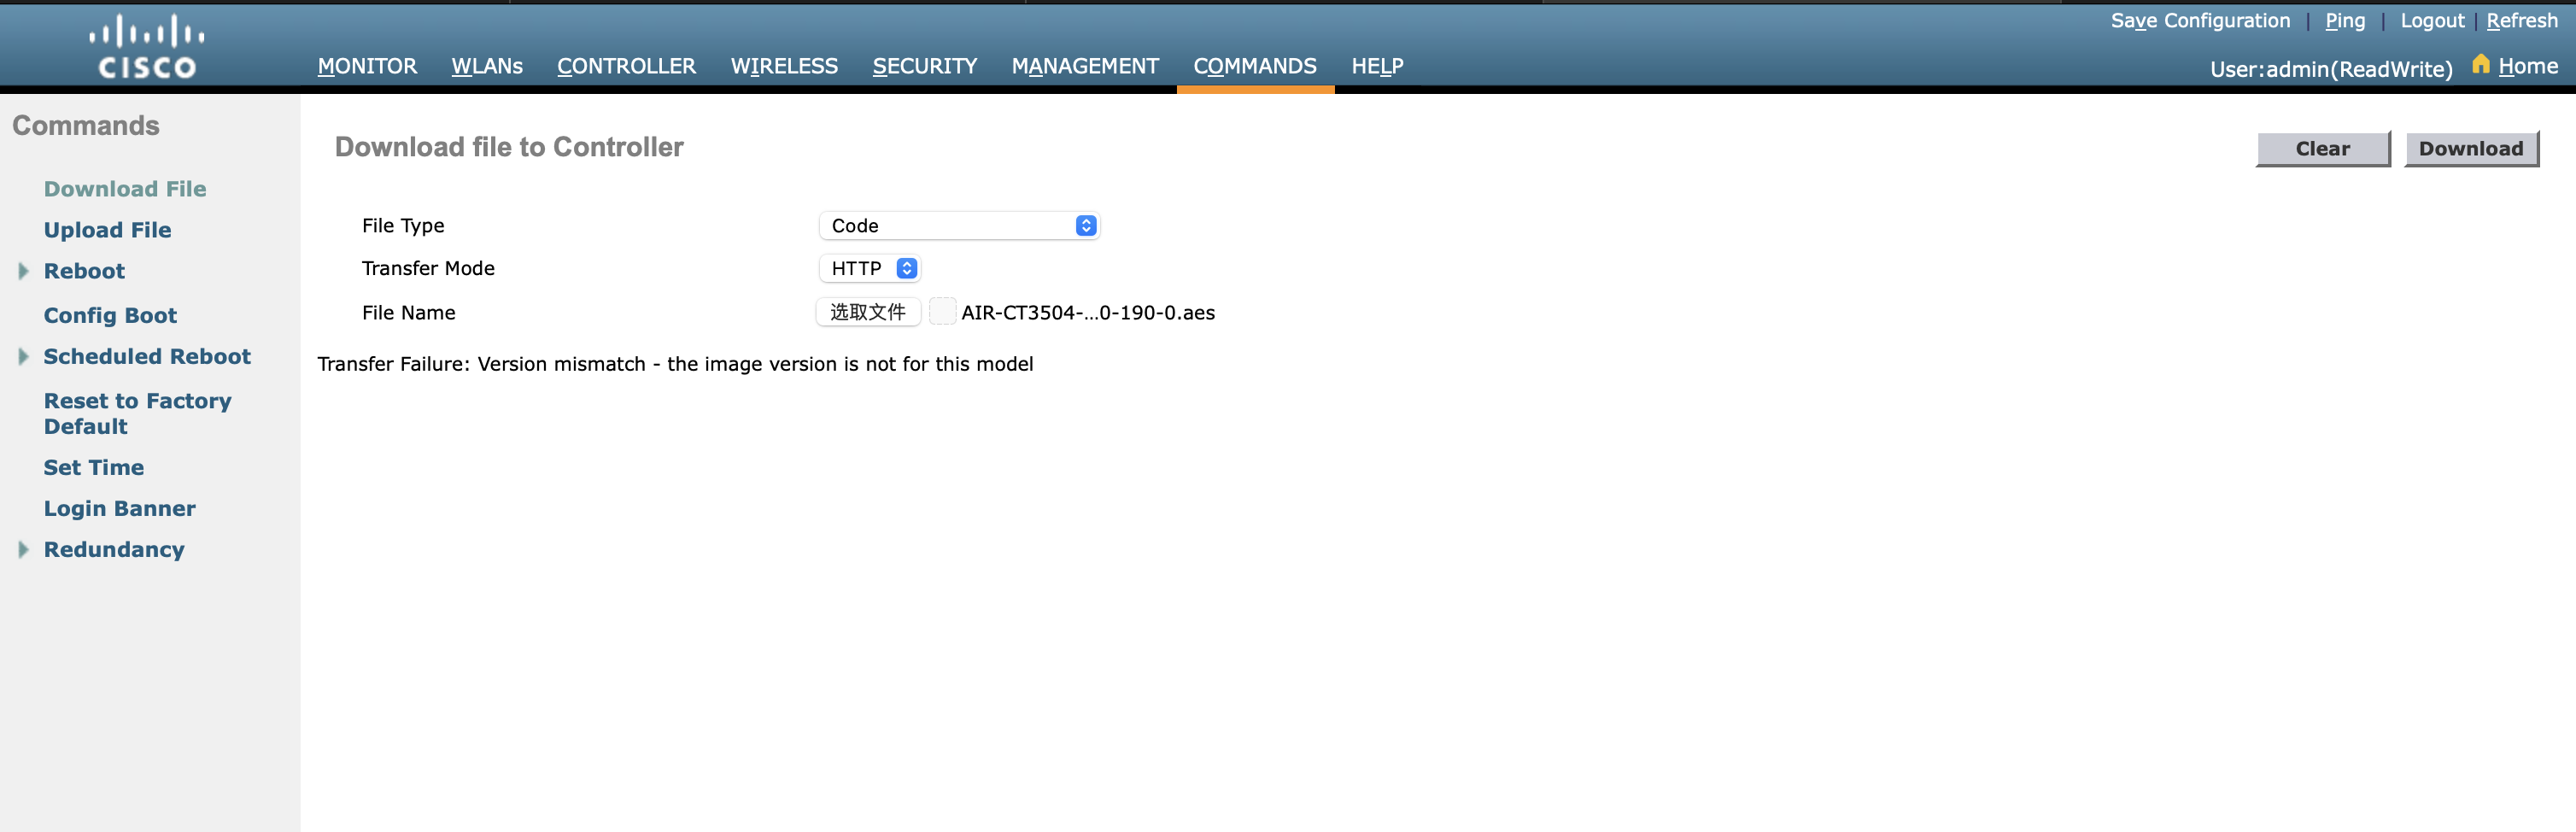 Save Configuration | Ping | Logout | Refresh
CISCO
MONITOR WLANs CONTROLLER WIRELESS SECURITY MANAGEMENT COMMANDS HELP
User:admin(ReadWrite) Home
Commands
Download File
Upload File
Reboot
Config Boot
Scheduled Reboot
Reset to Factory
Default
Set Time
Login Banner
Redundancy
Download file to Controller
Clear Download
File Type Code
Transfer Mode HTTP
File Name 选取文件 AIR-CT3504-...0-190-0.aes
Transfer Failure: Version mismatch - the image version is not for this model